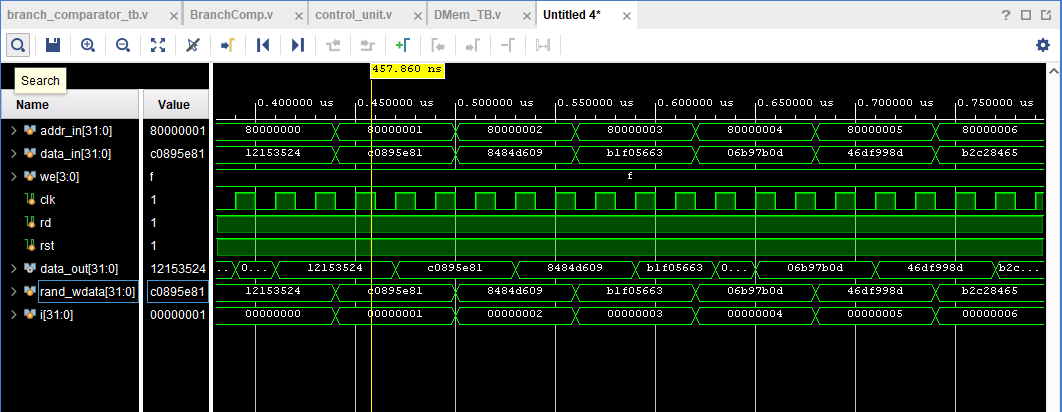 branch_comparator_tb.v BranchComp.v control_unit.v DMem_TB.v Untitled 4*
Search
457.860 ns
Name Value
0.400000 us 0.450000 us 0.500000 us 0.550000 us 0.600000 us 0.650000 us 0.700000 us 0.750000 us
addr_in[31:0] 80000001 80000000 80000001 80000002 80000003 80000004 80000005 80000006
data_in[31:0] c0895e81 12153524 c0895e81 8484d609 b1f05663 06b97b0d 46df998d b2c28465
we[3:0] f f
clk 1
rd 1
rst 1
data_out[31:0] 12153524 .. 0... 12153524 c0895e81 8484d609 b1f05663 0... 06b97b0d 46df998d b2c...
rand_wdata[31:0] c0895e81 12153524 c0895e81 8484d609 b1f05663 06b97b0d 46df998d b2c28465
i[31:0] 00000001 00000000 00000001 00000002 00000003 00000004 00000005 00000006